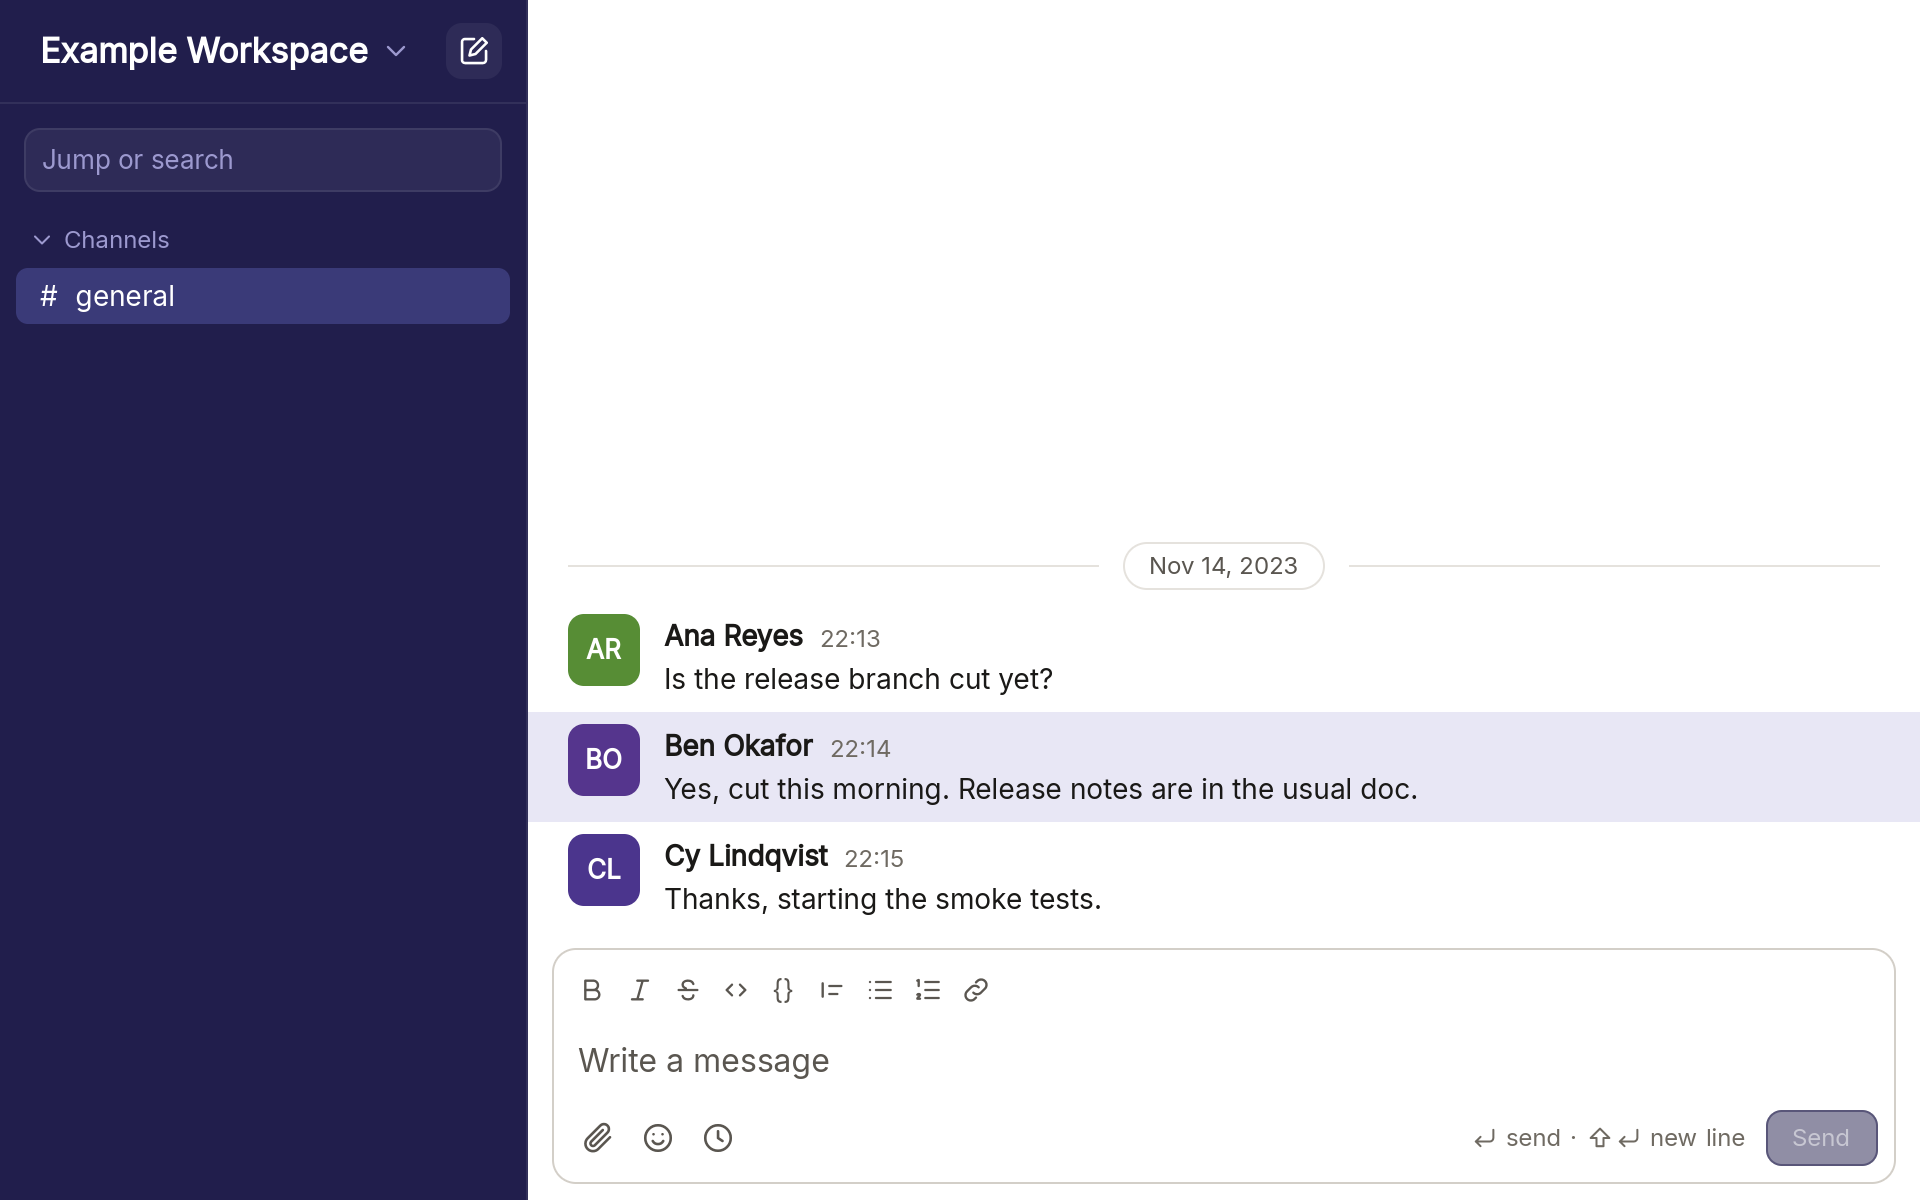 Example Workspace
Jump or search
Channels
# general
Nov 14, 2023
AR
Ana Reyes 22:13
Is the release branch cut yet?
BO
Ben Okafor 22:14
Yes, cut this morning. Release notes are in the usual doc.
CL
Cy Lindqvist 22:15
Thanks, starting the smoke tests.
Write a message
send · new line
Send